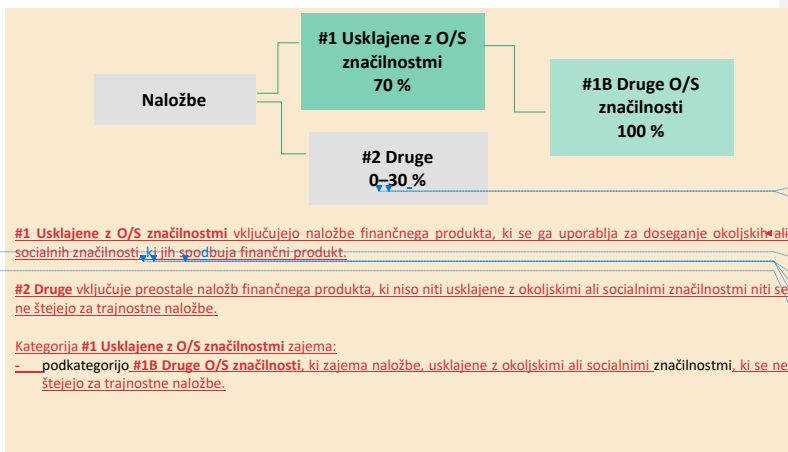 #1 Usklajene z O/S
značilnostmi
70 %
Naložbe
#1B Druge O/S
značilnosti
100 %
#2 Druge
0–30 %
#1 Usklajene z O/S značilnostmi vključujejo naložbe finančnega produkta, ki se ga uporablja za doseganje okoljskih ali
socialnih značilnosti, ki jih spodbuja finančni produkt.
#2 Druge vključuje preostale naložb finančnega produkta, ki niso niti usklajene z okoljskimi ali socialnimi značilnostmi niti se
ne štejejo za trajnostne naložbe.
Kategorija #1 Usklajene z O/S značilnostmi zajema:
- podkategorijo #1B Druge O/S značilnosti, ki zajema naložbe, usklajene z okoljskimi ali socialnimi značilnostmi, ki se ne
štejejo za trajnostne naložbe.